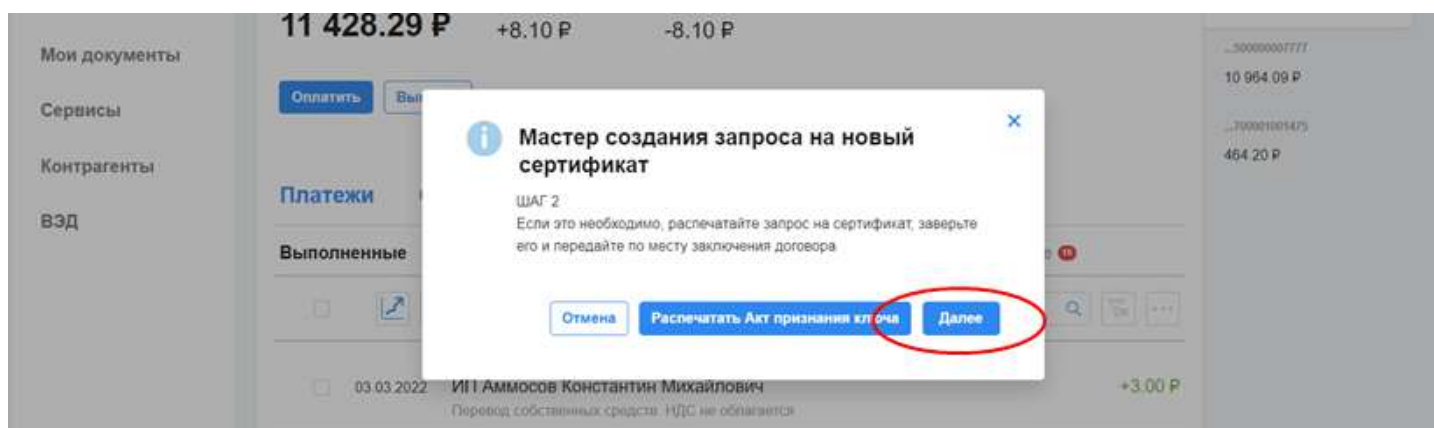 11 428.29 ₽
+8.10 ₽
-8.10 ₽
Мои документы
Сервисы
Контрагенты
ВЭД
Оплатить
Мастер создания запроса на новый
сертификат
ШАГ 2
Если это необходимо, распечатайте запрос на сертификат, заверьте
его и передайте по месту заключения договора
Отмена
Распечатать Акт признания ключа
Далее
Платежи
Выполненные
03.03.2022
ИП Аммосов Константин Михайлович
+3.00 ₽
Перевод собственных средств. НДС не облагается
10 964.09 ₽
464.20 ₽